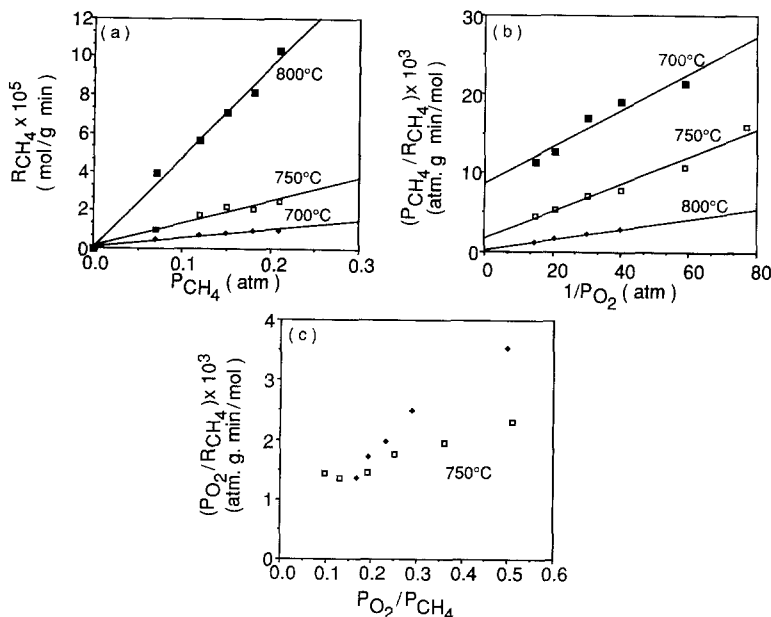 (a)
R_CH4 x 10^5
(mol/g min)
12
10
8
6
4
2
0
800°C
750°C
700°C
0.0 0.1 0.2 0.3
P_CH4 (atm)
(b)
(P_CH4/R_CH4) x 10^3
(atm. g min/mol)
30
20
10
0
700°C
750°C
800°C
0 20 40 60 80
1/P_O2 (atm)
(c)
(P_O2/R_CH4) x 10^3
(atm. g. min/mol)
4
3
2
1
0
750°C
0.0 0.1 0.2 0.3 0.4 0.5 0.6
P_O2/P_CH4